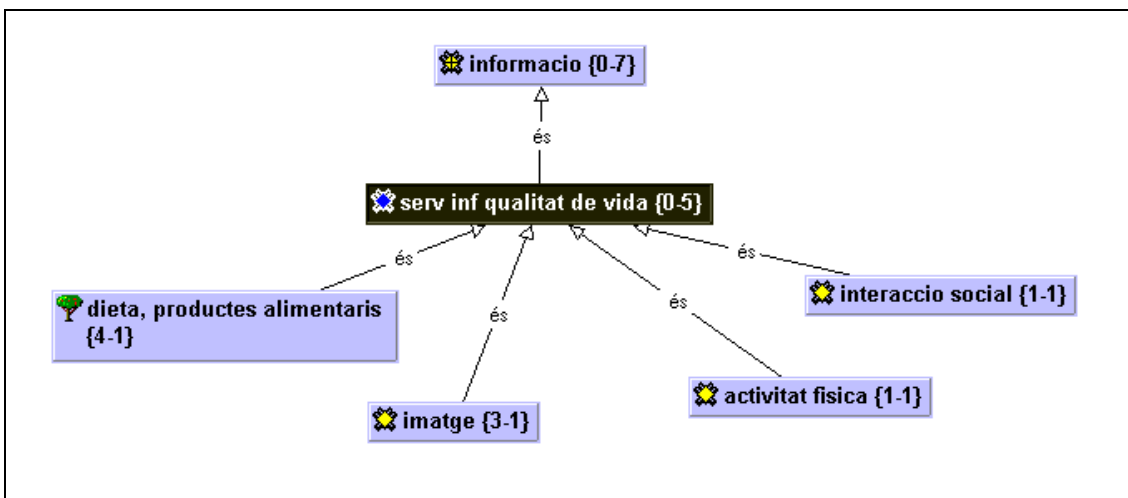 informacio {0-7}
és
serv inf qualitat de vida {0-5}
és
és
és
és
dieta, productes alimentaris
{4-1}
interaccio social {1-1}
imatge {3-1}
activitat fisica {1-1}